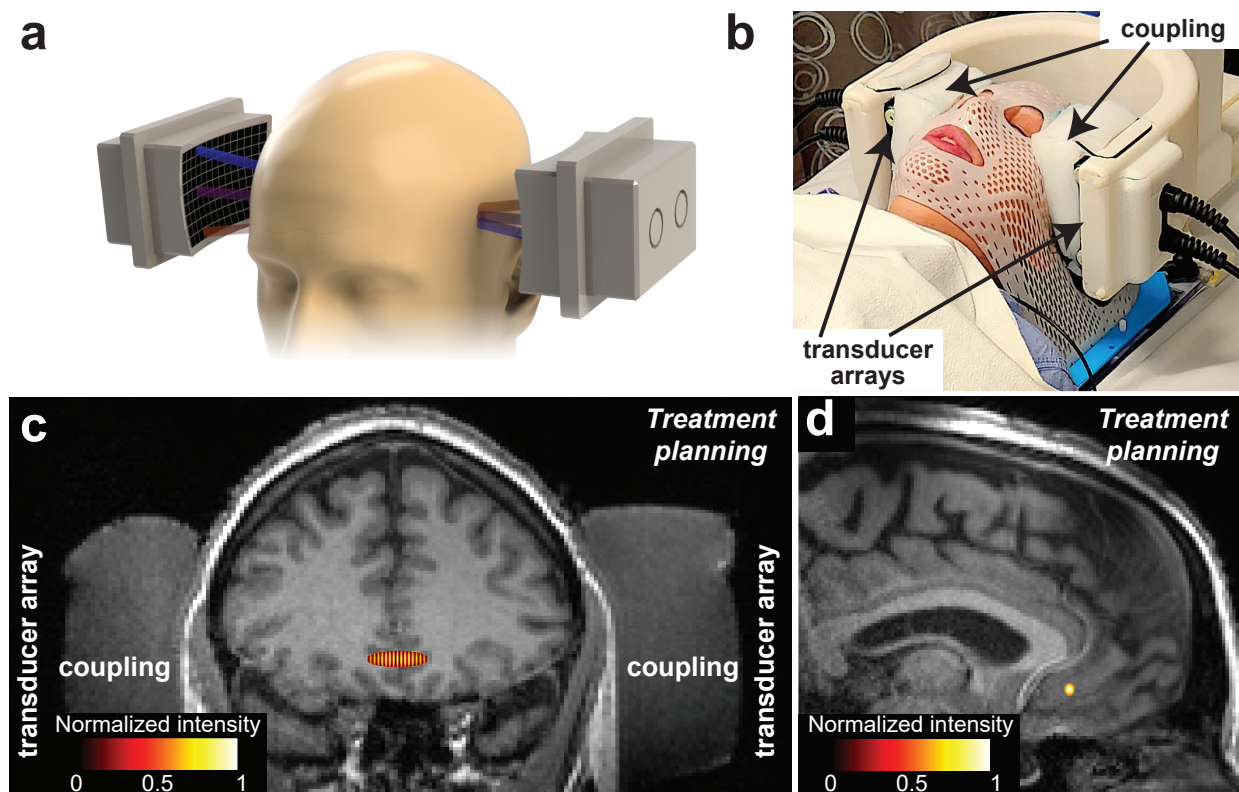 a
b
coupling
transducer
arrays
c
Treatment
planning
transducer array
coupling
coupling
transducer array
Normalized intensity
0 0.5 1
d
Treatment
planning
Normalized intensity
0 0.5 1